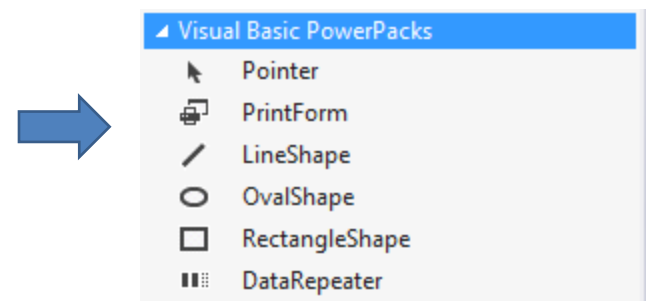 Visual Basic PowerPacks
Pointer
PrintForm
LineShape
OvalShape
RectangleShape
DataRepeater